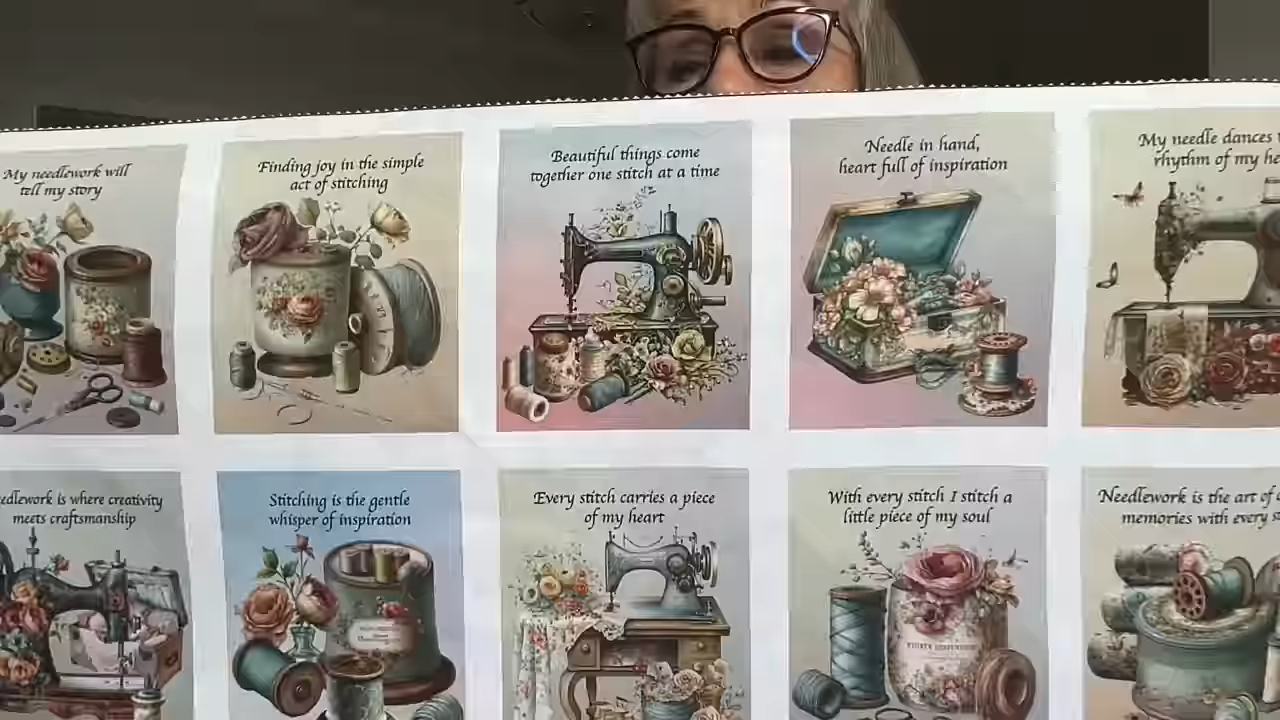 My needlework will
tell my story
Finding joy in the simple
act of stitching
Beautiful things come
together one stitch at a time
Needle in hand,
heart full of inspiration
My needle dances
rhythm of my
is where creativity
meets craftsmanship
Stitching is the gentle
whisper of inspiration
Every stitch carries a piece
of my heart
With every stitch I stitch a
little piece of my soul
Needlework is the art of
memories with every